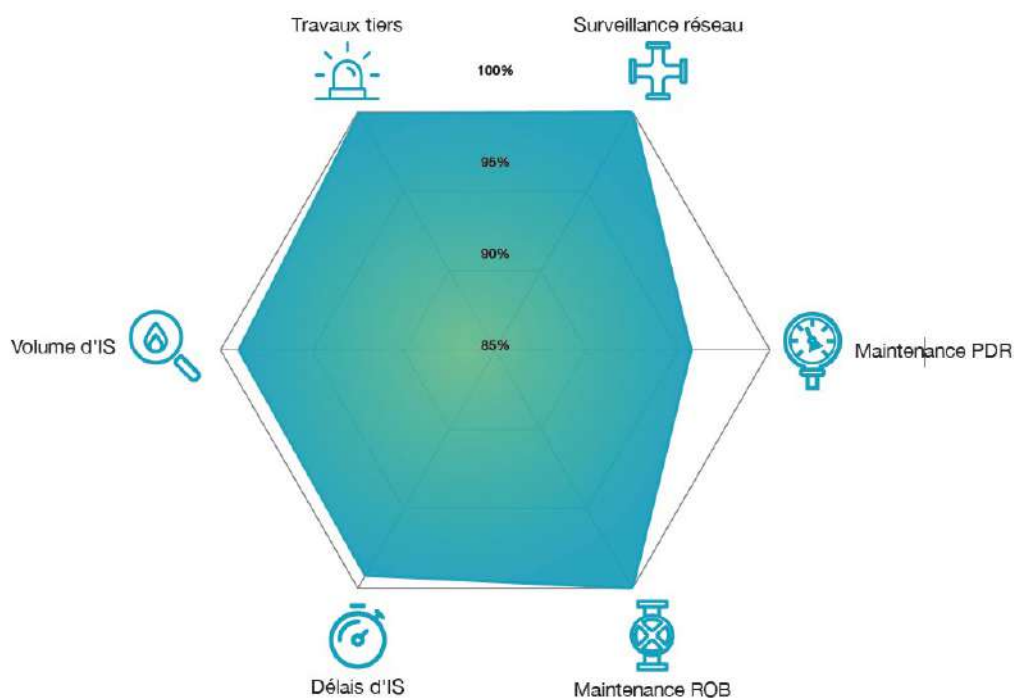 Travaux tiers
Surveillance réseau
100%
95%
90%
Volume d'IS
85%
Maintenance PDR
Délais d'IS
Maintenance ROB